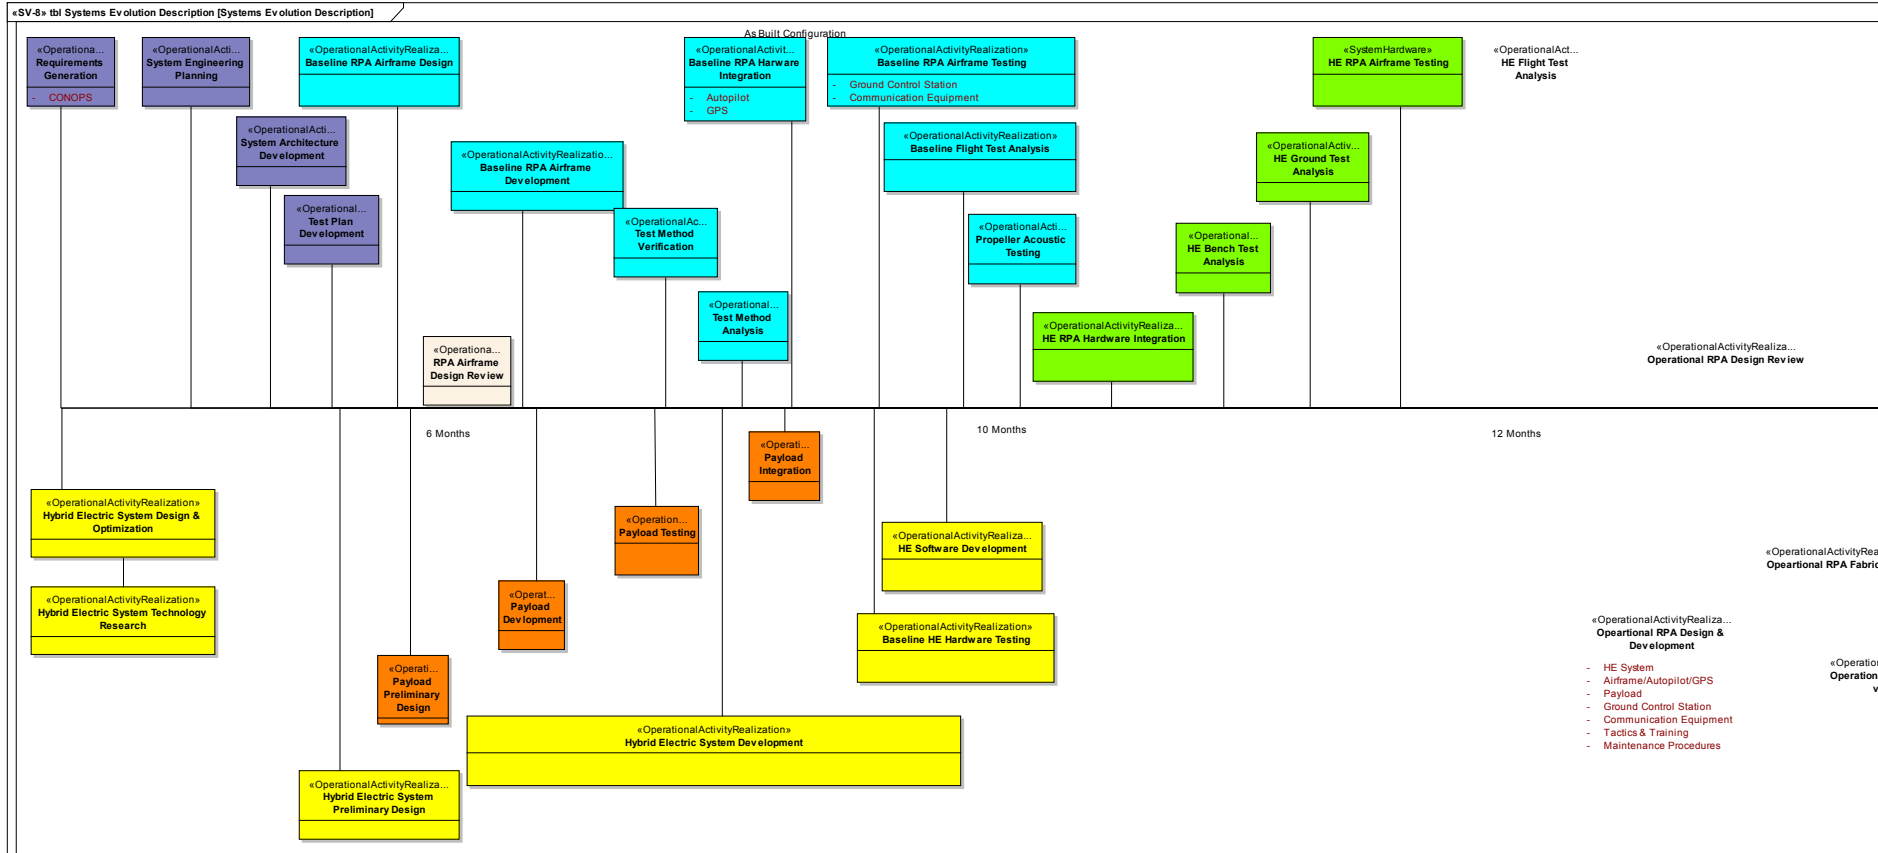 «SV-8» tbl Systems Evolution Description [Systems Evolution Description]
As Built Configuration
«Operationa...
Requirements
Generation
- CONOPS
«OperationalActi...
System Engineering
Planning
«OperationalActivityRealiza...
Baseline RPA Airframe Design
«OperationalActivit...
Baseline RPA Harware
Integration
- Autopilot
- GPS
«OperationalActivityRealization»
Baseline RPA Airframe Testing
- Ground Control Station
- Communication Equipment
«SystemHardware»
HE RPA Airframe Testing
«OperationalAct...
HE Flight Test
Analysis
«OperationalActi...
System Architecture
Development
«OperationalActivityRealizatio...
Baseline RPA Airframe
Development
«OperationalActivityRealization»
Baseline Flight Test Analysis
«OperationalActiv...
HE Ground Test
Analysis
«Operational...
Test Plan
Development
«OperationalAc...
Test Method
Verification
«OperationalActi...
Propeller Acoustic
Testing
«Operational...
HE Bench Test
Analysis
«Operational...
Test Method
Analysis
«OperationalActivityRealiza...
HE RPA Hardware Integration
«Operationa...
RPA Airframe
Design Review
«OperationalActivityRealiza...
Operational RPA Design Review
6 Months
10 Months
12 Months
«Operati...
Payload
Integration
«OperationalActivityRealization»
Hybrid Electric System Design &
Optimization
«Operation...
Payload Testing
«OperationalActivityRealiza...
HE Software Development
«OperationalActivityRea
Opeartional RPA Fabric
«OperationalActivityRealization»
Hybrid Electric System Technology
Research
«Operat...
Payload
Devlopment
«OperationalActivityRealization»
Baseline HE Hardware Testing
«OperationalActivityRealiza...
Opeartional RPA Design &
Development
- HE System
- Airframe/Autopilot/GPS
- Payload
- Ground Control Station
- Communication Equipment
- Tactics & Training
- Maintenance Procedures
«Operation
Operation
v
«Operati...
Payload
Preliminary
Design
«OperationalActivityRealization»
Hybrid Electric System Development
«OperationalActivityRealiza...
Hybrid Electric System
Preliminary Design